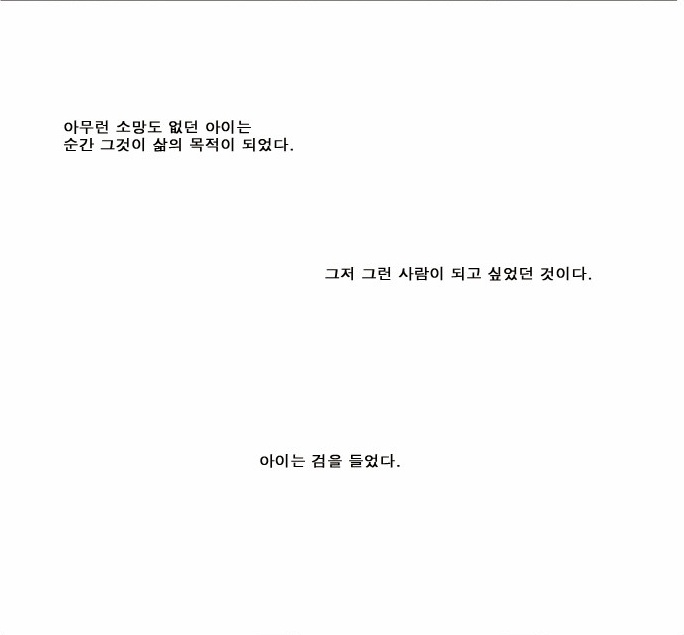 아무런 소망도 없던 아이는
순간 그것이 삶의 목적이 되었다.
그저 그런 사람이 되고 싶었던 것이다.
아이는 검을 들었다.